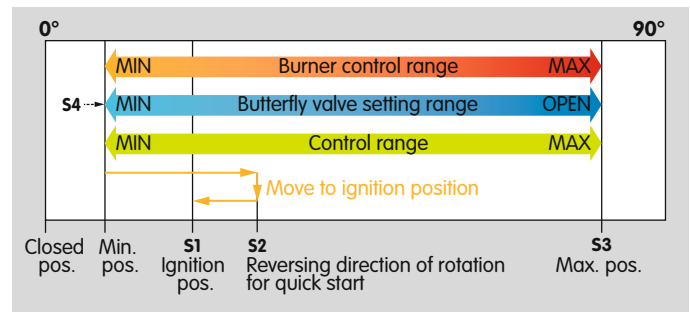 0° 90°
MIN Burner control range MAX
S4 MIN Butterfly valve setting range OPEN
MIN Control range MAX
Move to ignition position
S1 S2 S3
Closed Min. Ignition Reversing direction of rotation Max. pos.
pos. pos. pos. for quick start